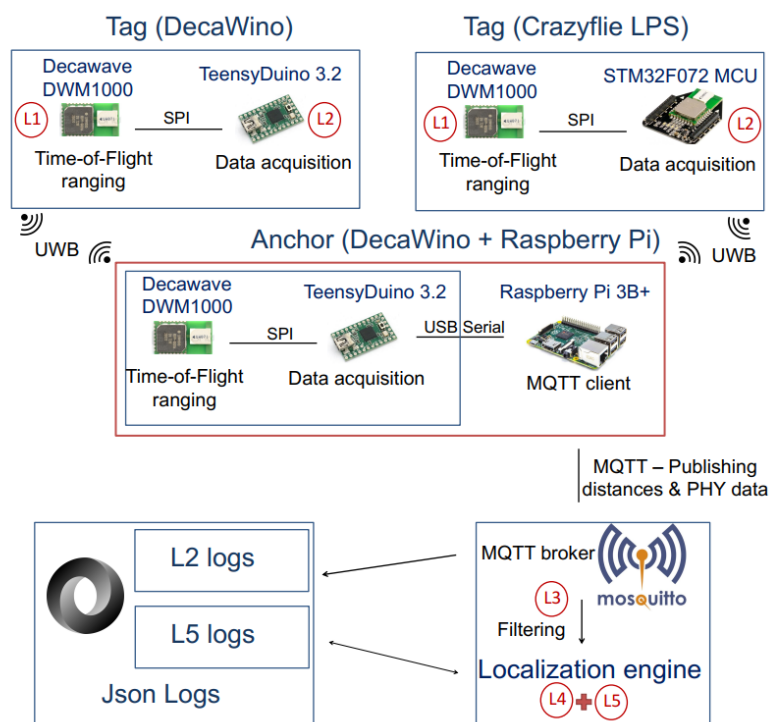 Tag (DecaWino)
Decawave
DWM1000
TeensyDuino 3.2
L1
SPI
L2
Time-of-Flight
ranging
Data acquisition
Tag (Crazyflie LPS)
Decawave
DWM1000
STM32F072 MCU
L1
SPI
L2
Time-of-Flight
ranging
Data acquisition
UWB
UWB
Anchor (DecaWino + Raspberry Pi)
Decawave
DWM1000
TeensyDuino 3.2
Raspberry Pi 3B+
SPI
USB Serial
Time-of-Flight
ranging
Data acquisition
MQTT client
MQTT – Publishing
distances & PHY data
L2 logs
L5 logs
Json Logs
MQTT broker
mosquitto
L3
Filtering
Localization engine
L4 + L5